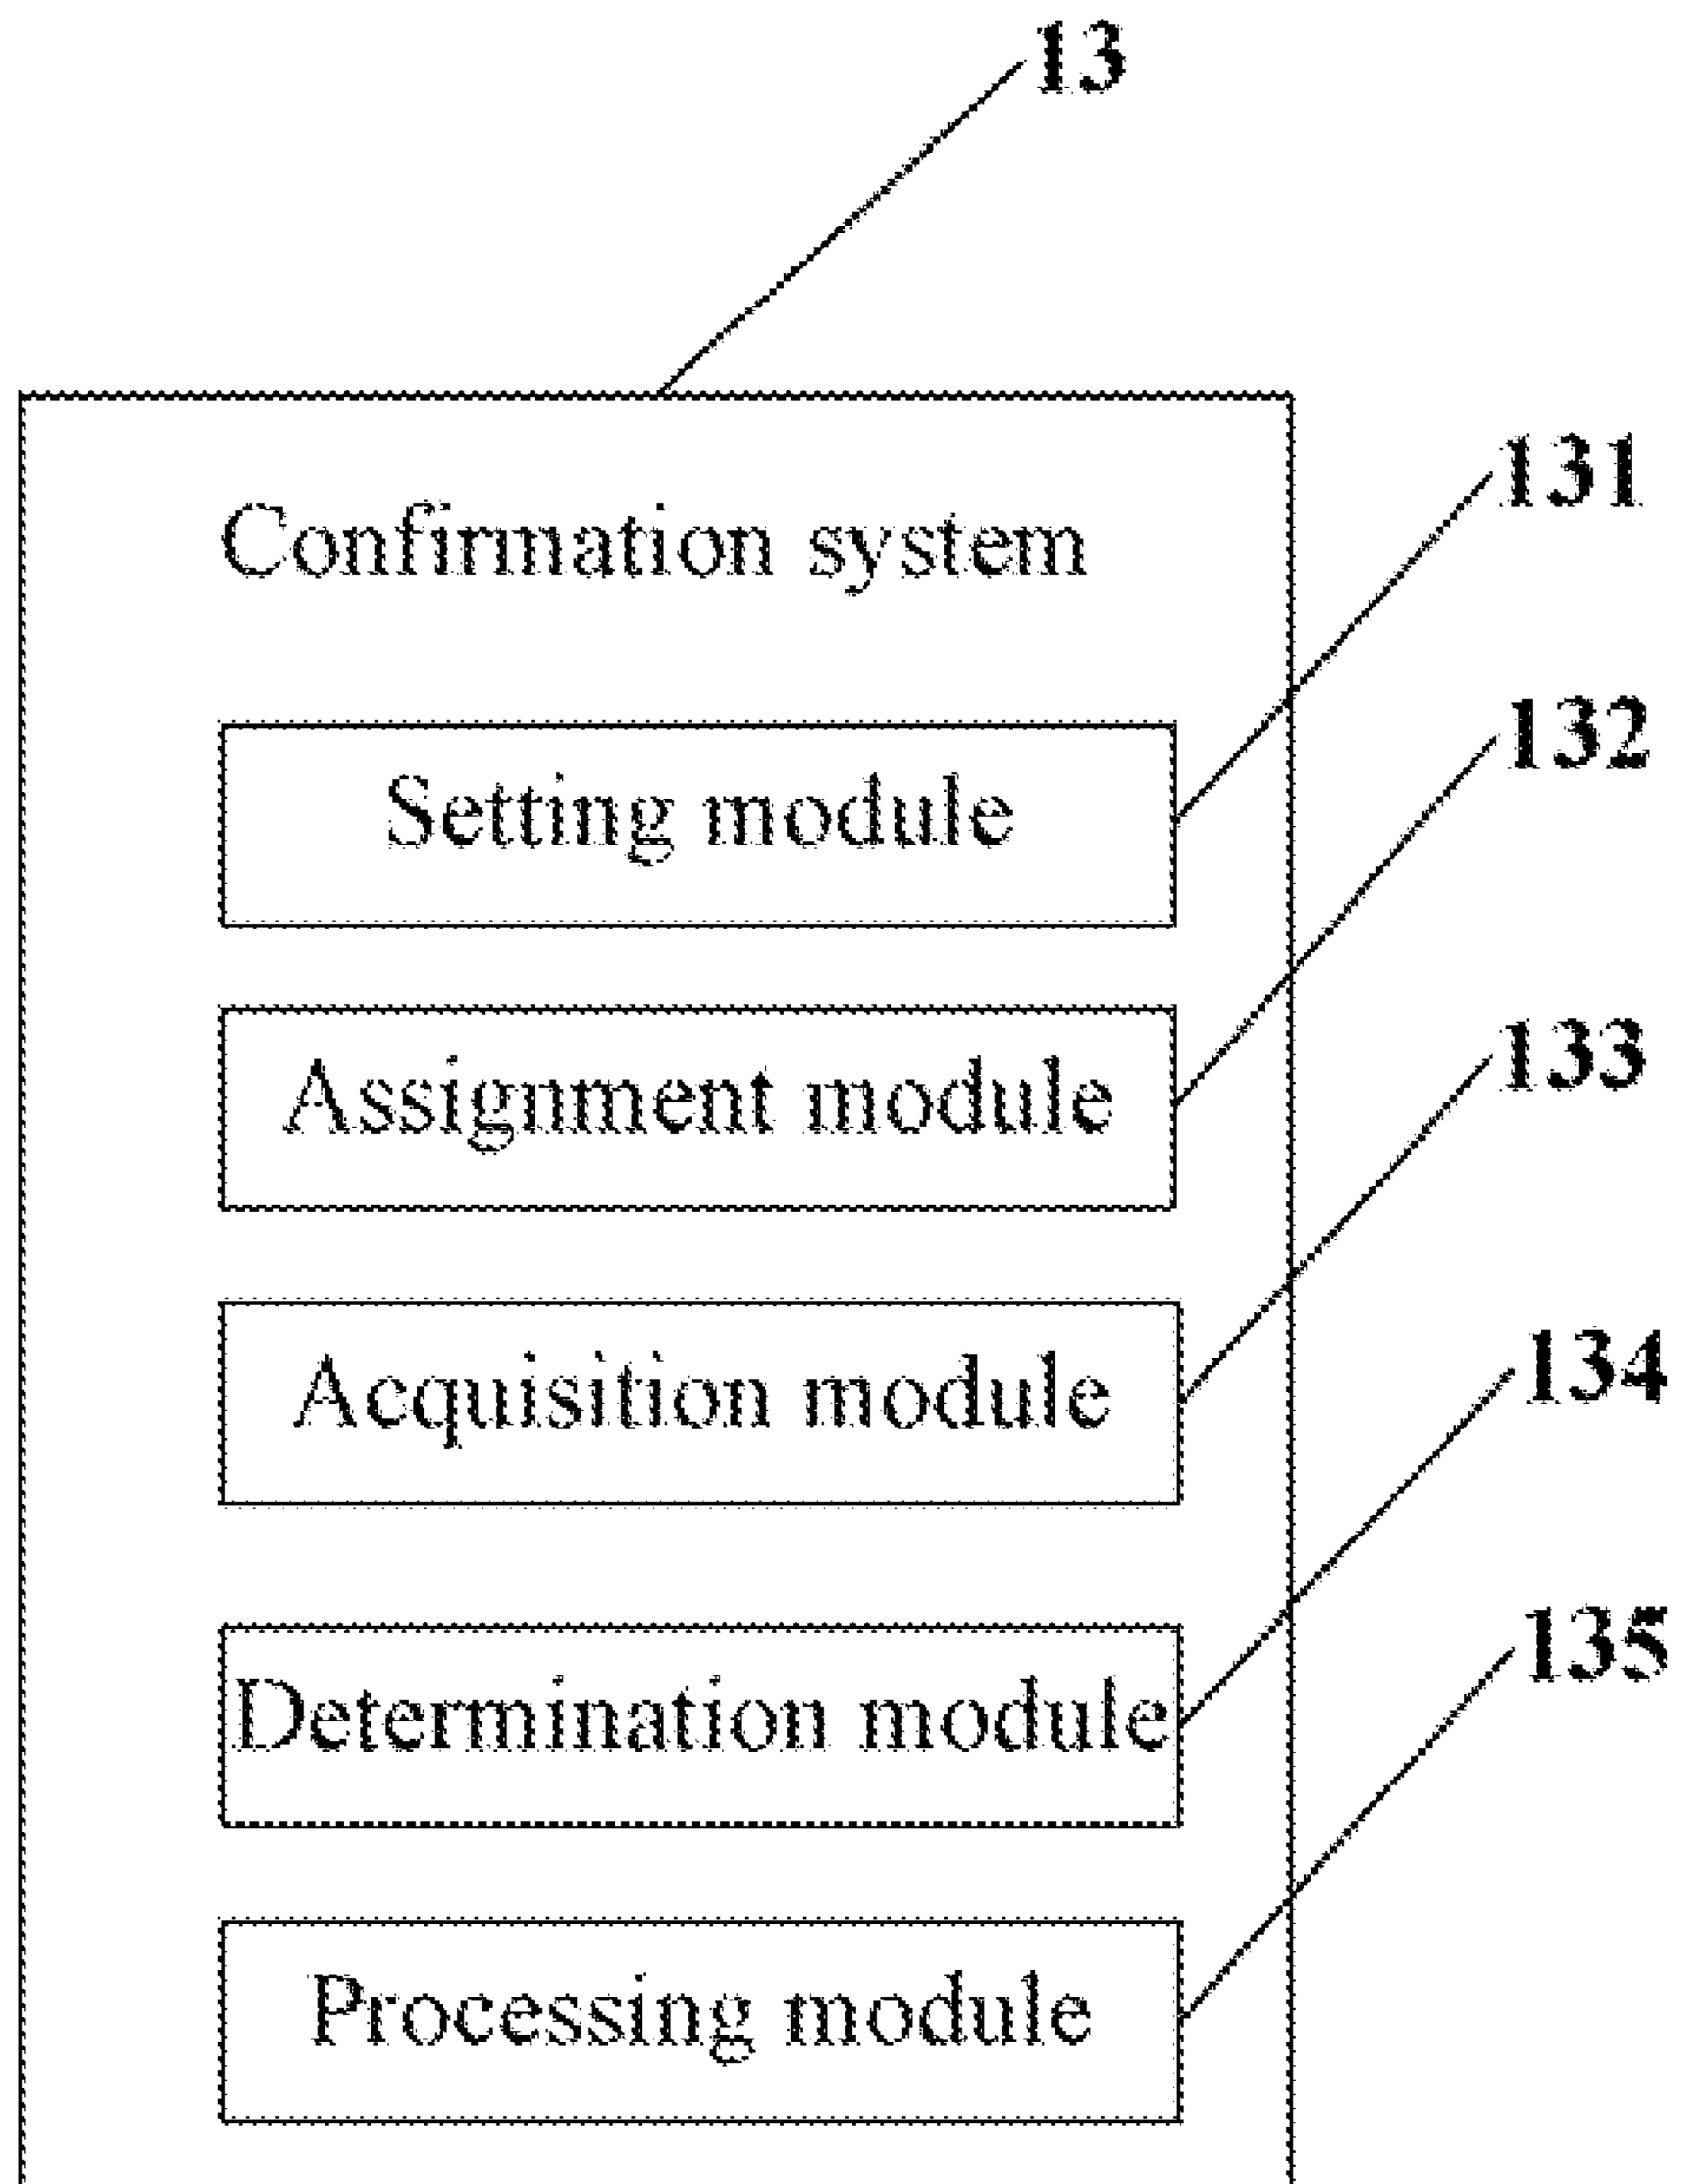 13
Confirmation system
131
Setting module
132
Assignment module
133
Acquisition module
134
Determination module
135
Processing module